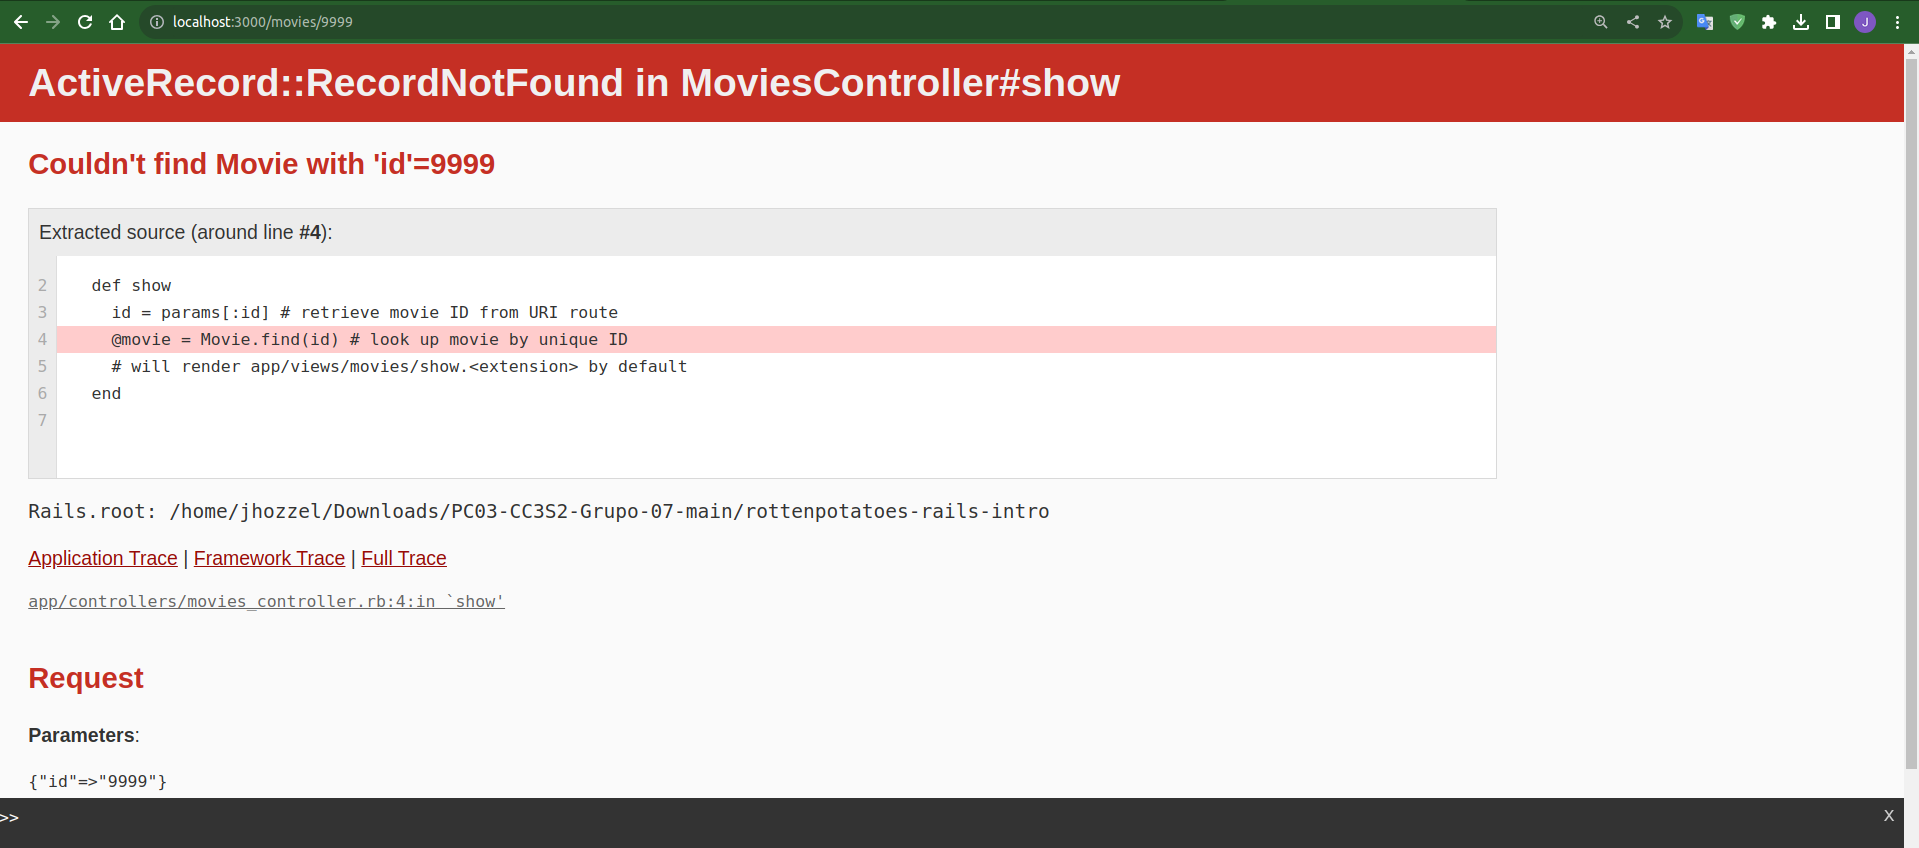 localhost:3000/movies/9999
J
ActiveRecord::RecordNotFound in MoviesController#show
Couldn't find Movie with 'id'=9999
Extracted source (around line #4):
2 def show
3 id = params[:id] # retrieve movie ID from URI route
4 @movie = Movie.find(id) # look up movie by unique ID
5 # will render app/views/movies/show.<extension> by default
6 end
7
Rails.root: /home/jhozzel/Downloads/PC03-CC3S2-Grupo-07-main/rottenpotatoes-rails-intro
Application Trace | Framework Trace | Full Trace
app/controllers/movies_controller.rb:4:in `show'
Request
Parameters:
{"id"=>"9999"}
>> X